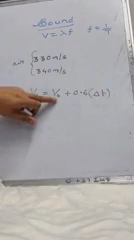 Sound
V = λf f = 1/T
air { 330 m/s
340 m/s
V = V₀ + 0.6 (Δt)